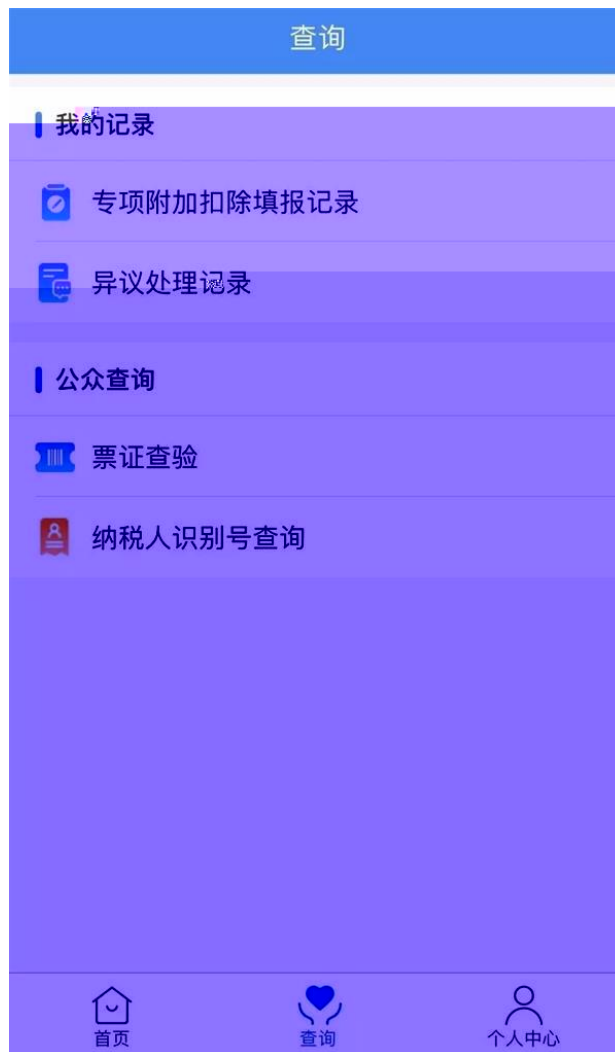 查询
我的记录
专项附加扣除填报记录
异议处理记录
公众查询
票证查验
纳税人识别号查询
首页
查询
个人中心